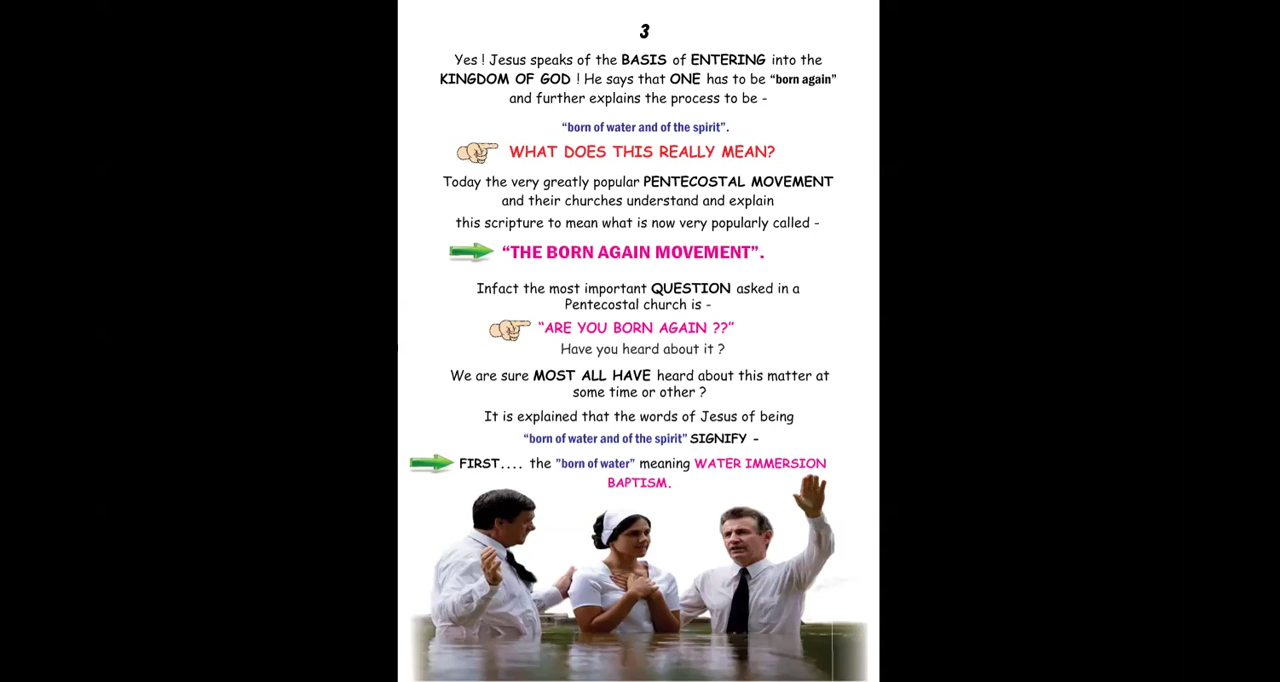 3
Yes ! Jesus speaks of the BASIS of ENTERING into the
KINGDOM OF GOD ! He says that ONE has to be “born again”
and further explains the process to be -
“born of water and of the spirit”.
WHAT DOES THIS REALLY MEAN?
Today the very greatly popular PENTECOSTAL MOVEMENT
and their churches understand and explain
this scripture to mean what is now very popularly called -
“THE BORN AGAIN MOVEMENT”.
Infact the most important QUESTION asked in a
Pentecostal church is -
“ARE YOU BORN AGAIN ??”
Have you heard about it ?
We are sure MOST ALL HAVE heard about this matter at
some time or other ?
It is explained that the words of Jesus of being
“born of water and of the spirit” SIGNIFY -
FIRST.... the ”born of water” meaning WATER IMMERSION
BAPTISM.